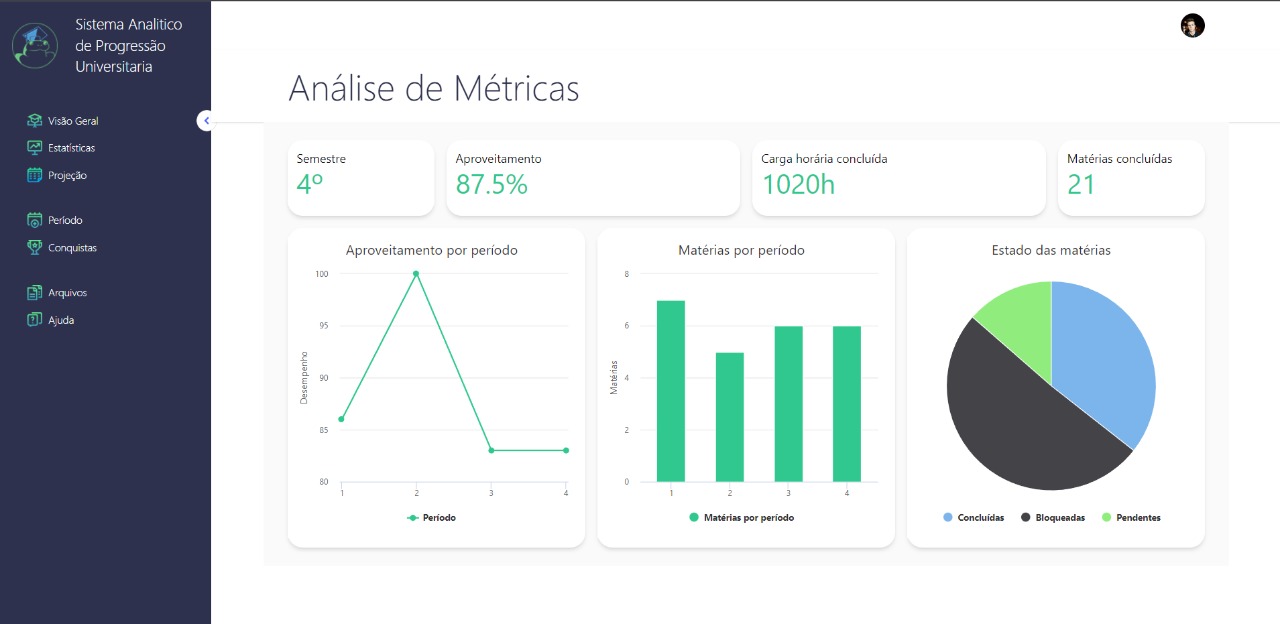 Sistema Analitico
de Progressão
Universitaria
Visão Geral
Estatísticas
Projeção
Período
Conquistas
Arquivos
Ajuda
Análise de Métricas
Semestre
4º
Aproveitamento
87.5%
Carga horária concluída
1020h
Matérias concluídas
21
Aproveitamento por período
Desempenho
100
95
90
85
80
1 2 3 4
Período
Matérias por período
Matérias
8
6
4
2
0
1 2 3 4
Matérias por período
Estado das matérias
Concluídas Bloqueadas Pendentes